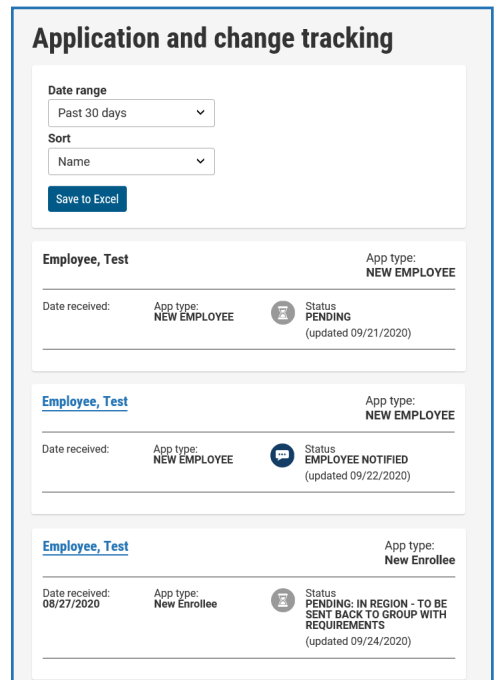 Application and change tracking
Date range
Past 30 days
Sort
Name
Save to Excel
Employee, Test
App type:
NEW EMPLOYEE
Date received:
App type:
NEW EMPLOYEE
Status
PENDING
(updated 09/21/2020)
Employee, Test
App type:
NEW EMPLOYEE
Date received:
App type:
NEW EMPLOYEE
Status
EMPLOYEE NOTIFIED
(updated 09/22/2020)
Employee, Test
App type:
New Enrollee
Date received:
08/27/2020
App type:
New Enrollee
Status
PENDING: IN REGION - TO BE
SENT BACK TO GROUP WITH
REQUIREMENTS
(updated 09/24/2020)